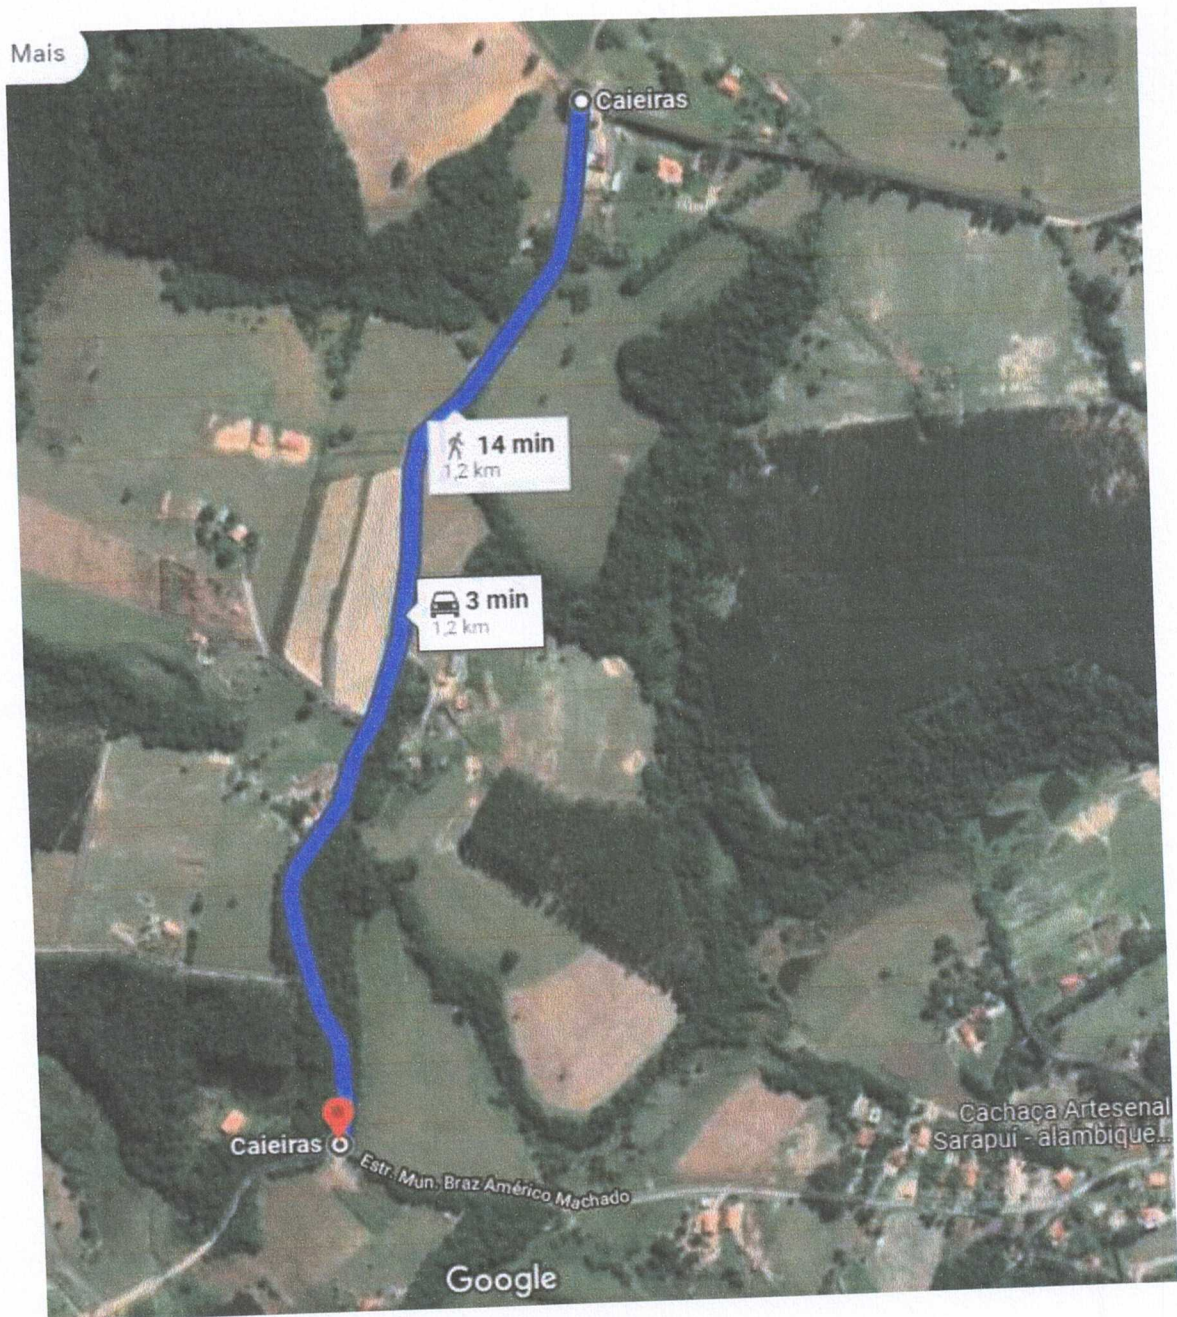 Mais
Caieiras
14 min
1,2 km
3 min
1,2 km
Cachaça Artesenal
Sarapuí - alambique...
Caieiras
Estr. Mun. Braz Américo Machado
Google